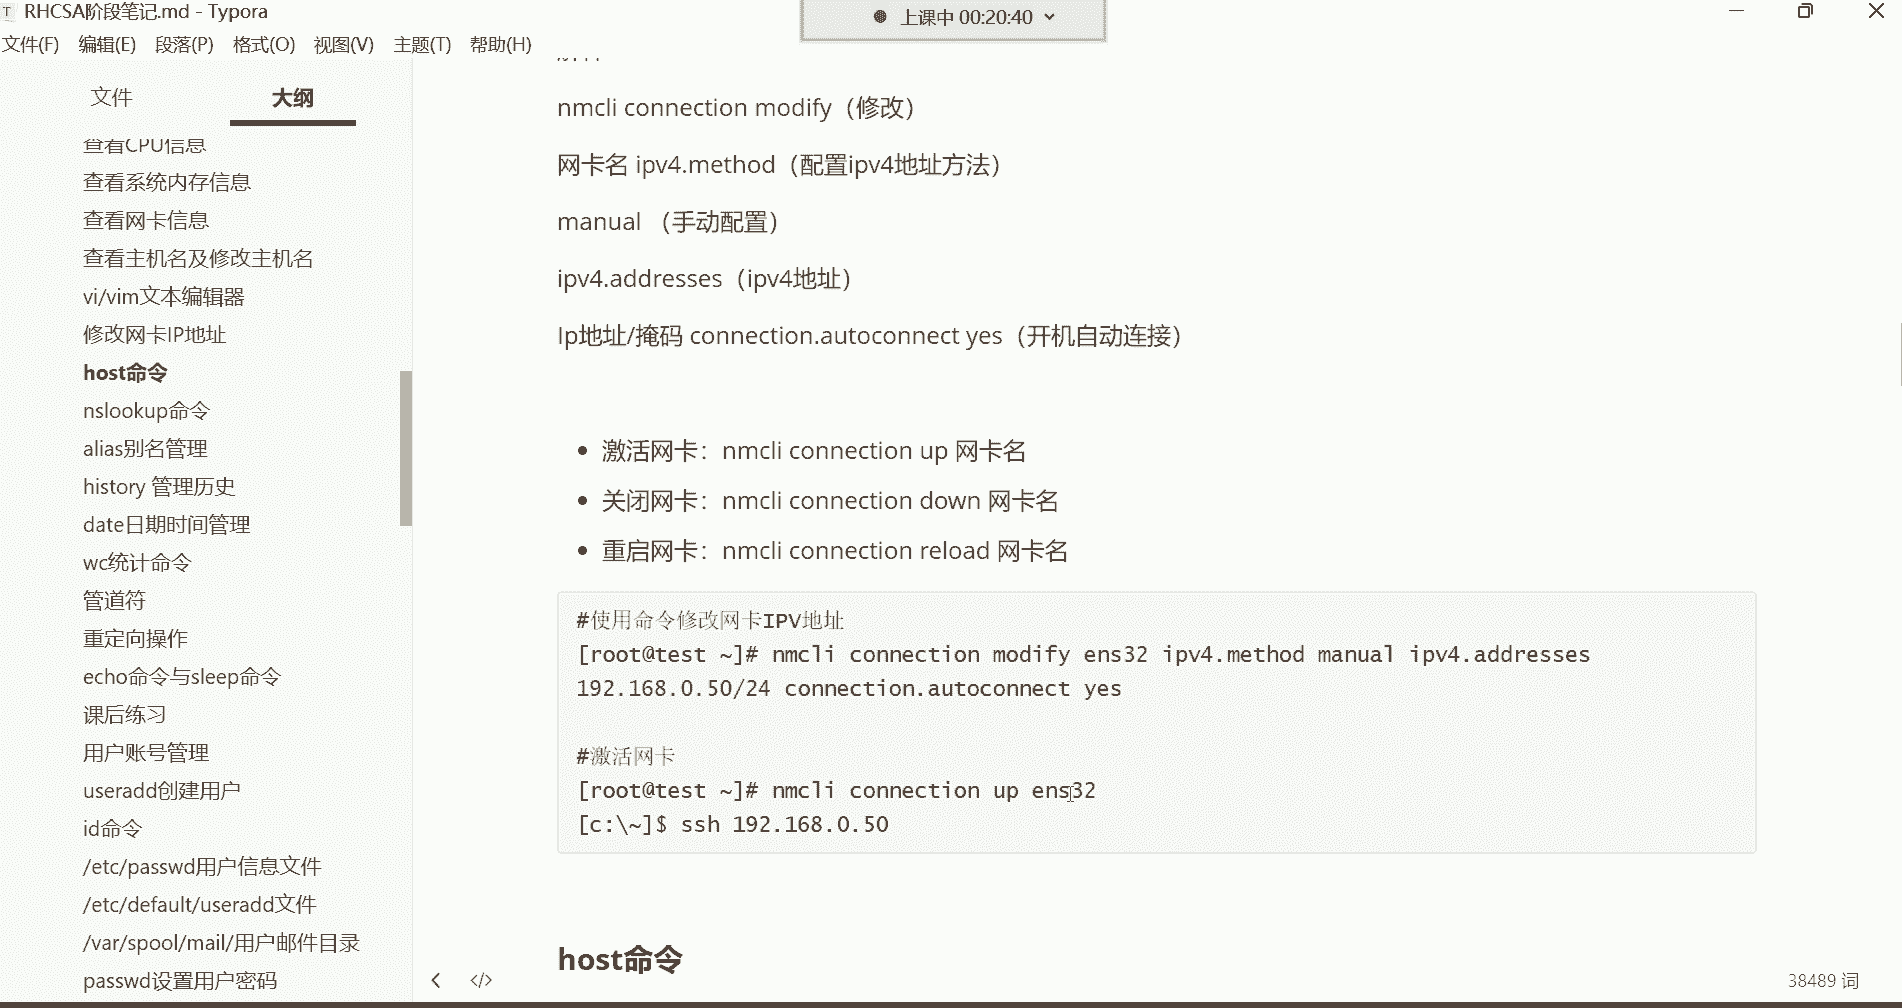 RHCSA阶段笔记.md - Typora
上课中 00:20:40
文件(F) 编辑(E) 段落(P) 格式(O) 视图(V) 主题(T) 帮助(H)
文件 大纲
查看CPU信息
查看系统内存信息
查看网卡信息
查看主机名及修改主机名
vi/vim文本编辑器
修改网卡IP地址
host命令
nslookup命令
alias别名管理
history 管理历史
date日期时间管理
wc统计命令
管道符
重定向操作
echo命令与sleep命令
课后练习
用户账号管理
useradd创建用户
id命令
/etc/passwd用户信息文件
/etc/default/useradd文件
/var/spool/mail/用户邮件目录
passwd设置用户密码
nmcli connection modify（修改）
网卡名 ipv4.method（配置ipv4地址方法）
manual （手动配置）
ipv4.addresses（ipv4地址）
Ip地址/掩码 connection.autoconnect yes（开机自动连接）
激活网卡：nmcli connection up 网卡名
关闭网卡：nmcli connection down 网卡名
重启网卡：nmcli connection reload 网卡名
#使用命令修改网卡IPV地址
[root@test ~]# nmcli connection modify ens32 ipv4.method manual ipv4.addresses
192.168.0.50/24 connection.autoconnect yes
#激活网卡
[root@test ~]# nmcli connection up ens32
[c:\~]$ ssh 192.168.0.50
host命令
38489 词